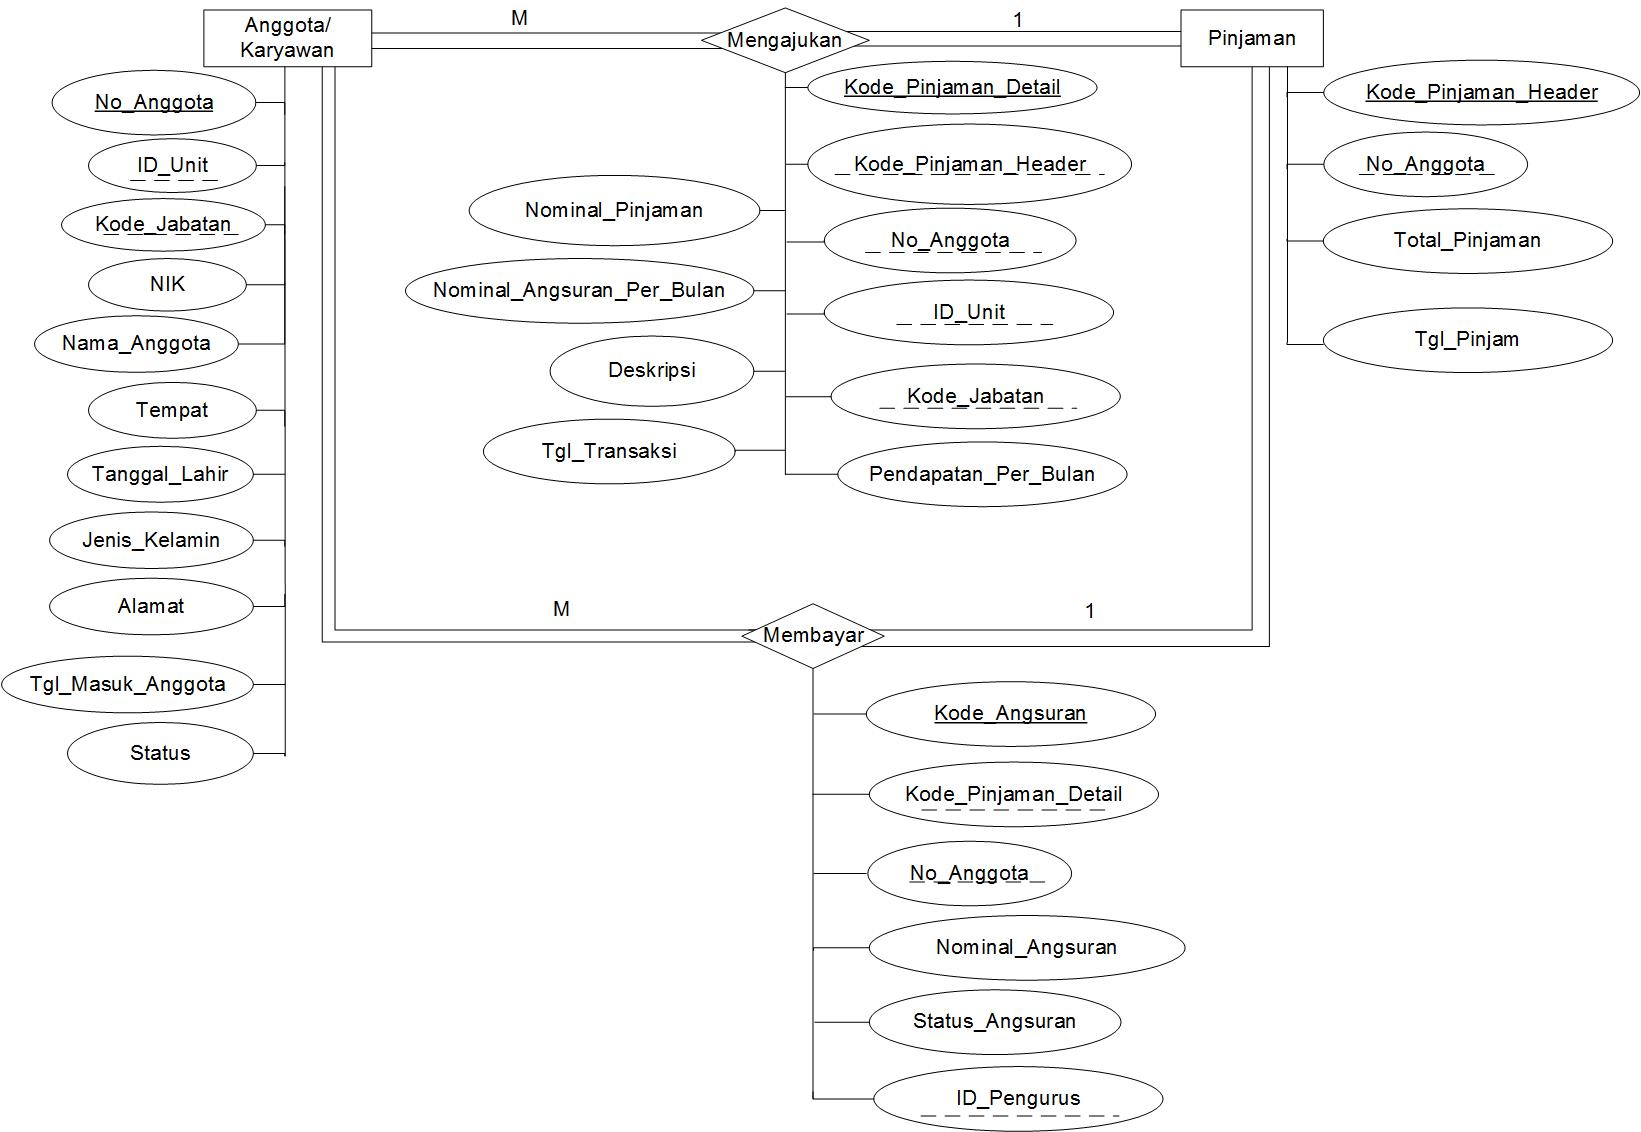 Anggota/
Karyawan
M
Mengajukan
1
Pinjaman
No_Anggota
ID_Unit
Kode_Jabatan
NIK
Nama_Anggota
Tempat
Tanggal_Lahir
Jenis_Kelamin
Alamat
Tgl_Masuk_Anggota
Status
Nominal_Pinjaman
Nominal_Angsuran_Per_Bulan
Deskripsi
Tgl_Transaksi
Kode_Pinjaman_Detail
Kode_Pinjaman_Header
No_Anggota
ID_Unit
Kode_Jabatan
Pendapatan_Per_Bulan
Kode_Pinjaman_Header
No_Anggota
Total_Pinjaman
Tgl_Pinjam
M
Membayar
1
Kode_Angsuran
Kode_Pinjaman_Detail
No_Anggota
Nominal_Angsuran
Status_Angsuran
ID_Pengurus